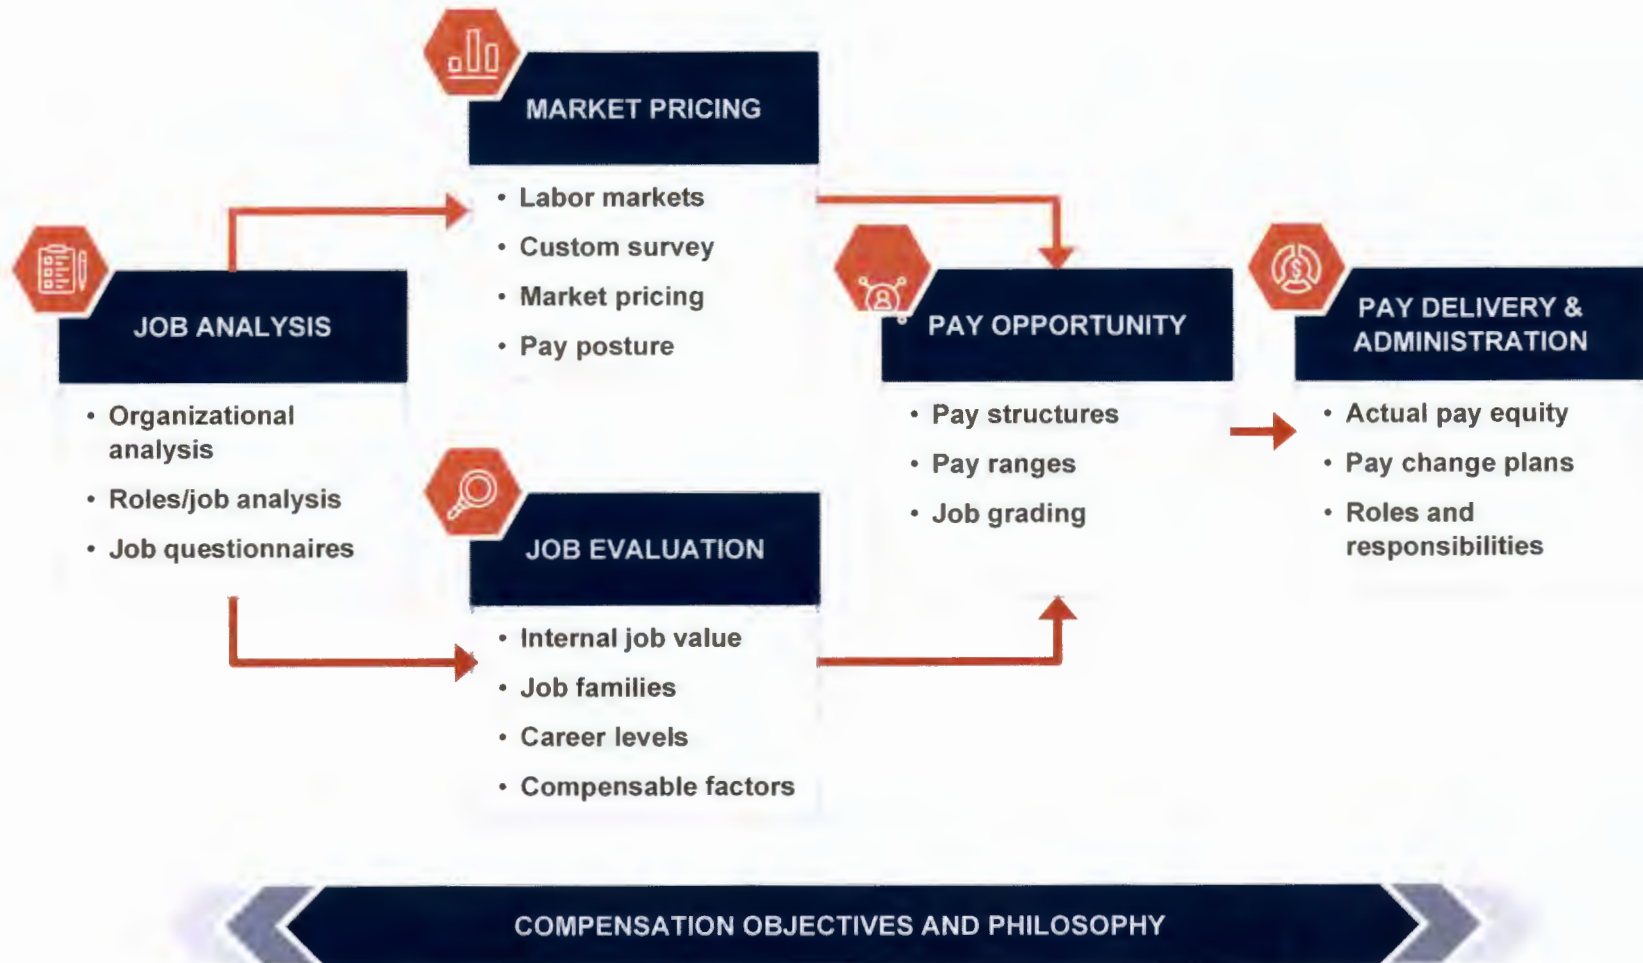 MARKET PRICING
• Labor markets
• Custom survey
• Market pricing
• Pay posture
JOB ANALYSIS
• Organizational
analysis
• Roles/job analysis
• Job questionnaires
JOB EVALUATION
• Internal job value
• Job families
• Career levels
• Compensable factors
PAY OPPORTUNITY
• Pay structures
• Pay ranges
• Job grading
PAY DELIVERY &
ADMINISTRATION
• Actual pay equity
• Pay change plans
• Roles and
responsibilities
COMPENSATION OBJECTIVES AND PHILOSOPHY